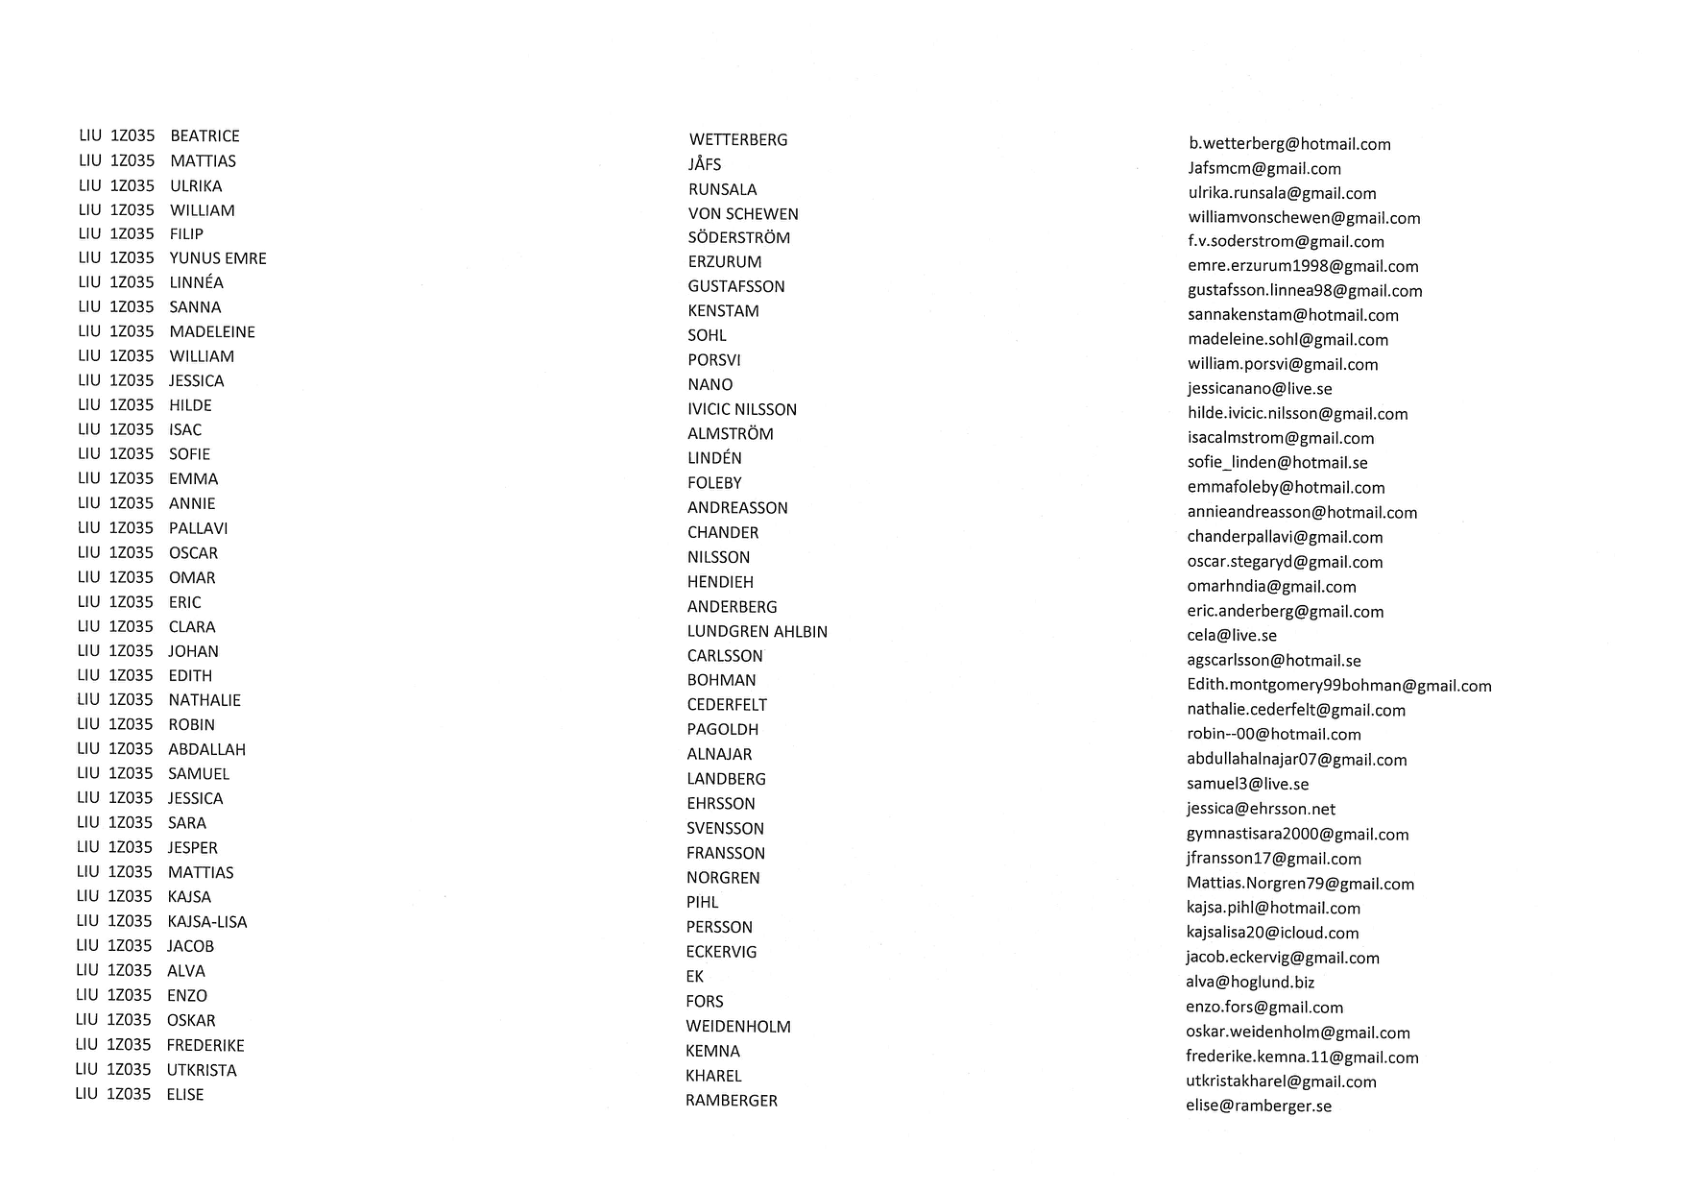 LIU 1Z035 BEATRICE WETTERBERG b.wetterberg@hotmail.com
LIU 1Z035 MATTIAS JÅFS Jafsmcm@gmail.com
LIU 1Z035 ULRIKA RUNSALA ulrika.runsala@gmail.com
LIU 1Z035 WILLIAM VON SCHEWEN williamvonschewen@gmail.com
LIU 1Z035 FILIP SÖDERSTRÖM f.v.soderstrom@gmail.com
LIU 1Z035 YUNUS EMRE ERZURUM emre.erzurum1998@gmail.com
LIU 1Z035 LINNÉA GUSTAFSSON gustafsson.linnea98@gmail.com
LIU 1Z035 SANNA KENSTAM sannakenstam@hotmail.com
LIU 1Z035 MADELEINE SOHL madeleine.sohl@gmail.com
LIU 1Z035 WILLIAM PORSVI william.porsvi@gmail.com
LIU 1Z035 JESSICA NANO jessicanano@live.se
LIU 1Z035 HILDE IVICIC NILSSON hilde.ivicic.nilsson@gmail.com
LIU 1Z035 ISAC ALMSTRÖM isacalmstrom@gmail.com
LIU 1Z035 SOFIE LINDÉN sofie_linden@hotmail.se
LIU 1Z035 EMMA FOLEBY emmafoleby@hotmail.com
LIU 1Z035 ANNIE ANDREASSON annieandreasson@hotmail.com
LIU 1Z035 PALLAVI CHANDER chanderpallavi@gmail.com
LIU 1Z035 OSCAR NILSSON oscar.stegaryd@gmail.com
LIU 1Z035 OMAR HENDIEH omarhndia@gmail.com
LIU 1Z035 ERIC ANDERBERG eric.anderberg@gmail.com
LIU 1Z035 CLARA LUNDGREN AHLBIN cela@live.se
LIU 1Z035 JOHAN CARLSSON agscarlsson@hotmail.se
LIU 1Z035 EDITH BOHMAN Edith.montgomery99bohman@gmail.com
LIU 1Z035 NATHALIE CEDERFELT nathalie.cederfelt@gmail.com
LIU 1Z035 ROBIN PAGOLDH robin--00@hotmail.com
LIU 1Z035 ABDALLAH ALNAJAR abdullahalnajar07@gmail.com
LIU 1Z035 SAMUEL LANDBERG samuel3@live.se
LIU 1Z035 JESSICA EHRSSON jessica@ehrsson.net
LIU 1Z035 SARA SVENSSON gymnastisara2000@gmail.com
LIU 1Z035 JESPER FRANSSON jfransson17@gmail.com
LIU 1Z035 MATTIAS NORGREN Mattias.Norgren79@gmail.com
LIU 1Z035 KAJSA PIHL kajsa.pihl@hotmail.com
LIU 1Z035 KAJSA-LISA PERSSON kajsalisa20@icloud.com
LIU 1Z035 JACOB ECKERVIG jacob.eckervig@gmail.com
LIU 1Z035 ALVA EK alva@hoglund.biz
LIU 1Z035 ENZO FORS enzo.fors@gmail.com
LIU 1Z035 OSKAR WEIDENHOLM oskar.weidenholm@gmail.com
LIU 1Z035 FREDERIKE KEMNA frederike.kemna.11@gmail.com
LIU 1Z035 UTKRISTA KHAREL utkristakharel@gmail.com
LIU 1Z035 ELISE RAMBERGER elise@ramberger.se